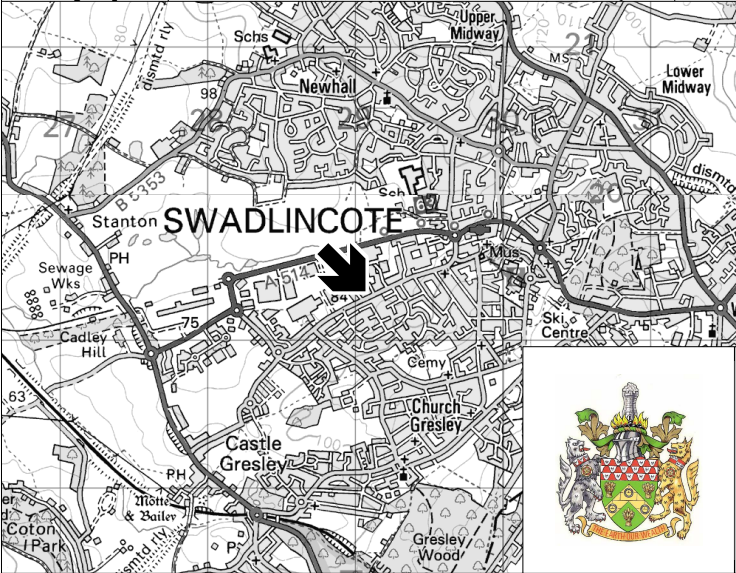 Upper
Midway
Schs
MS
Lower
Midway
dismtd rly
80
98
Newhall
27
28
29
30
31
20
dismtd
B 5353
Stanton
SWADLINCOTE
Sch
PH
Mus
Sewage
Wks
A 514
84
75
Cadley
Hill
Ski
Centre
Cemy
63
Church
Gresley
100
Castle
Gresley
PH
Motte
& Bailey
Coton
Park
Gresley
Wood
P